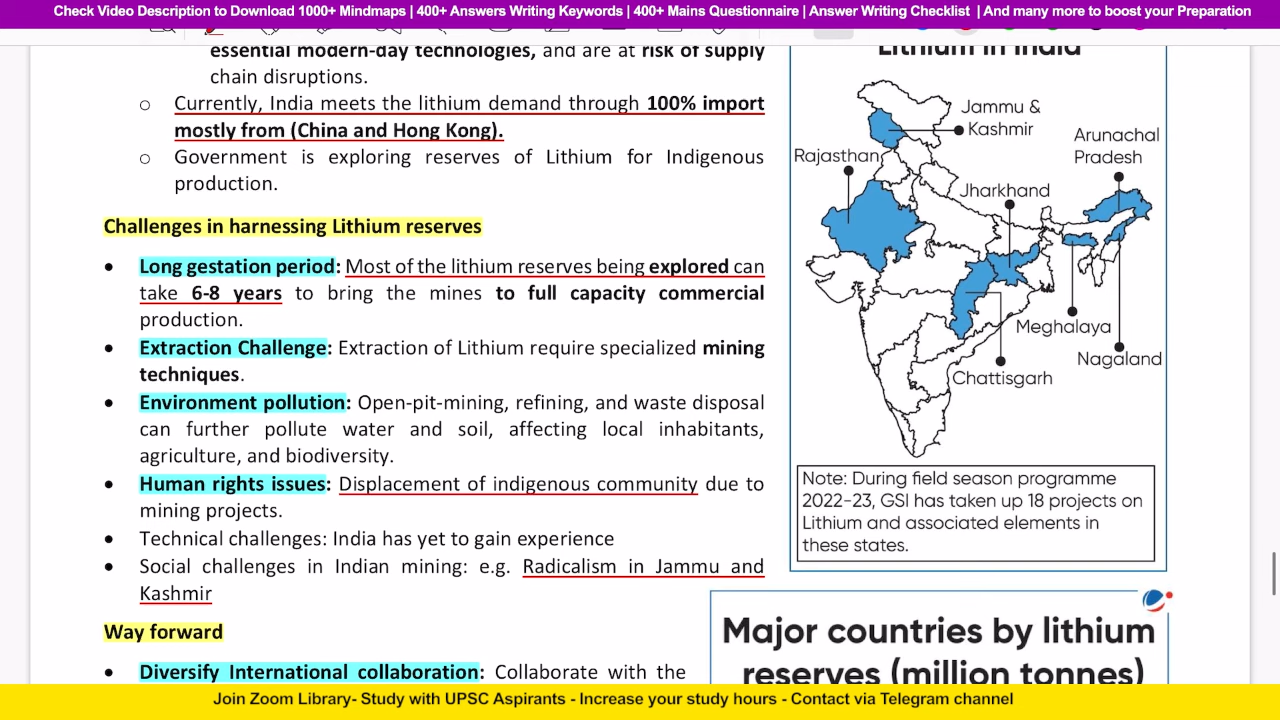 Check Video Description to Download 1000+ Mindmaps | 400+ Answers Writing Keywords | 400+ Mains Questionnaire | Answer Writing Checklist | And many more to boost your Preparation
essential modern-day technologies, and are at risk of supply
chain disruptions.
o Currently, India meets the lithium demand through 100% import
mostly from (China and Hong Kong).
o Government is exploring reserves of Lithium for Indigenous
production.
Challenges in harnessing Lithium reserves
• Long gestation period: Most of the lithium reserves being explored can
take 6-8 years to bring the mines to full capacity commercial
production.
• Extraction Challenge: Extraction of Lithium require specialized mining
techniques.
• Environment pollution: Open-pit-mining, refining, and waste disposal
can further pollute water and soil, affecting local inhabitants,
agriculture, and biodiversity.
• Human rights issues: Displacement of indigenous community due to
mining projects.
• Technical challenges: India has yet to gain experience
• Social challenges in Indian mining: e.g. Radicalism in Jammu and
Kashmir
Way forward
• Diversify International collaboration: Collaborate with the
Lithium in India
Jammu &
Kashmir
Arunachal
Pradesh
Rajasthan
Jharkhand
Meghalaya
Nagaland
Chattisgarh
Note: During field season programme
2022-23, GSI has taken up 18 projects on
Lithium and associated elements in
these states.
Major countries by lithium
reserves (million tonnes)
Join Zoom Library- Study with UPSC Aspirants - Increase your study hours - Contact via Telegram channel